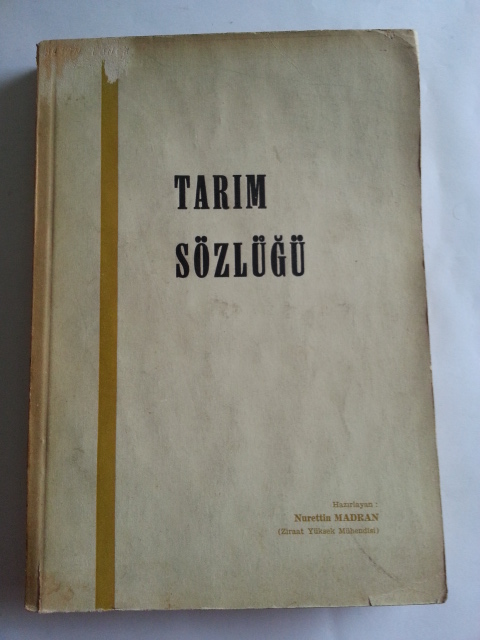 TARIM
SÖZLÜĞÜ
Hazırlayan :
Nurettin MADRAN
(Ziraat Yüksek Mühendisi)